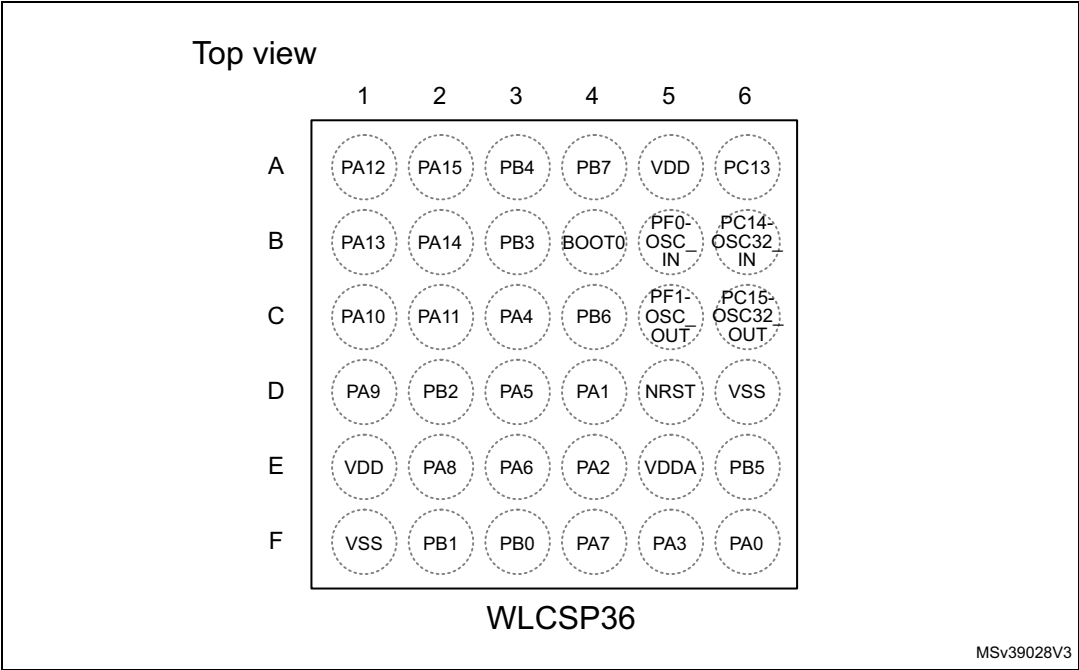 Top view
1 2 3 4 5 6
A PA12 PA15 PB4 PB7 VDD PC13
B PA13 PA14 PB3 BOOT0 PF0-OSC_IN PC14-OSC32_IN
C PA10 PA11 PA4 PB6 PF1-OSC_OUT PC15-OSC32_OUT
D PA9 PB2 PA5 PA1 NRST VSS
E VDD PA8 PA6 PA2 VDDA PB5
F VSS PB1 PB0 PA7 PA3 PA0
WLCSP36
MSv39028V3